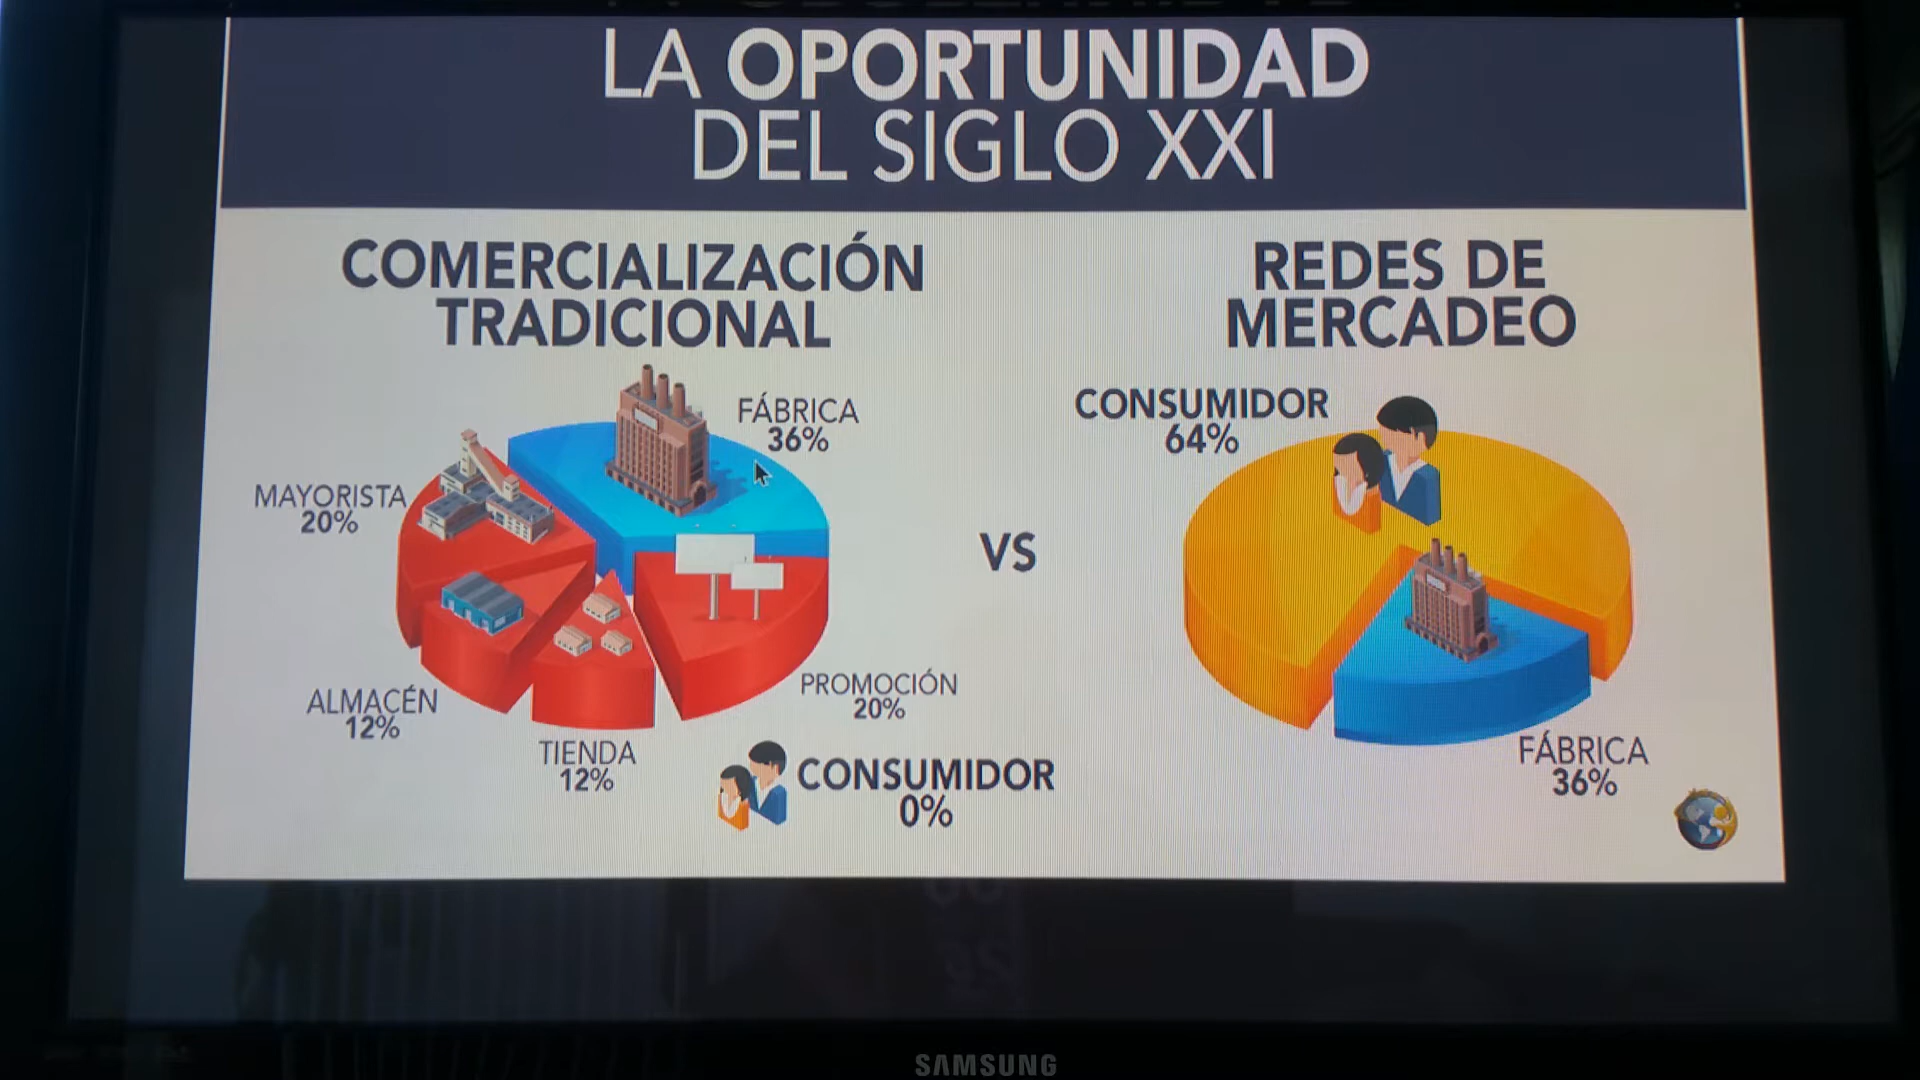 LA OPORTUNIDAD
DEL SIGLO XXI
COMERCIALIZACIÓN
TRADICIONAL
FÁBRICA
36%
MAYORISTA
20%
ALMACÉN
12%
TIENDA
12%
PROMOCIÓN
20%
CONSUMIDOR
0%
VS
REDES DE
MERCADEO
CONSUMIDOR
64%
FÁBRICA
36%
SAMSUNG